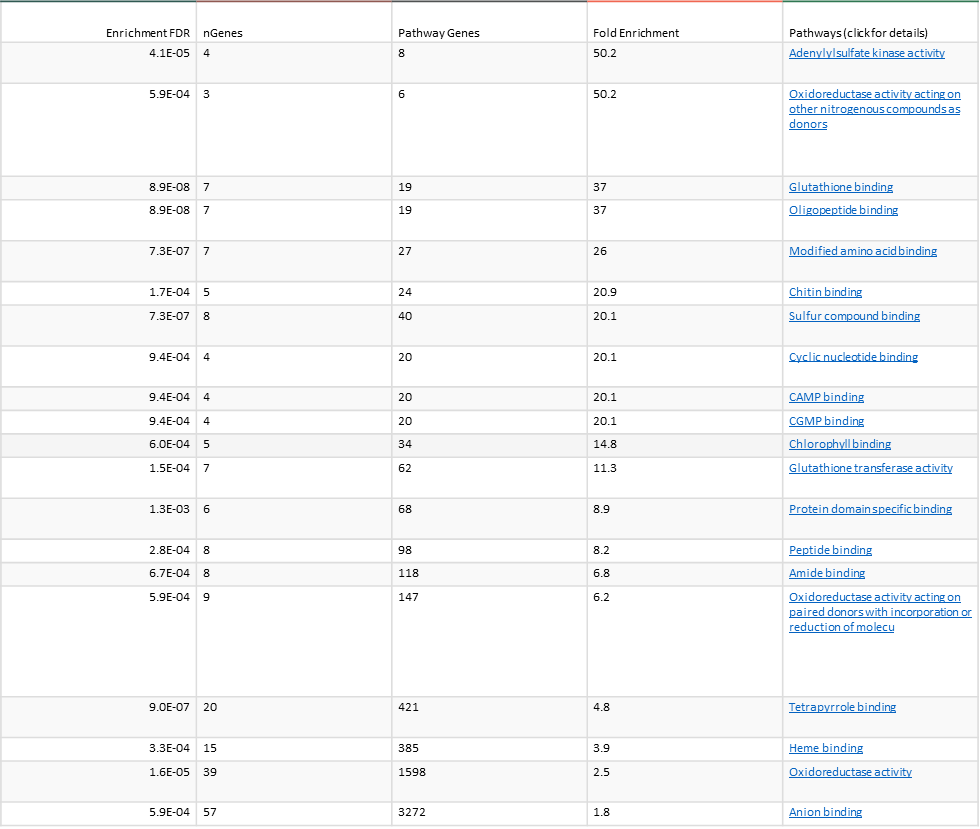 Enrichment FDR nGenes Pathway Genes Fold Enrichment Pathways (click for details)
4.1E-05 4 8 50.2 Adenylylsulfate kinase activity
5.9E-04 3 6 50.2 Oxidoreductase activity acting on
other nitrogenous compounds as
donors
8.9E-08 7 19 37 Glutathione binding
8.9E-08 7 19 37 Oligopeptide binding
7.3E-07 7 27 26 Modified amino acid binding
1.7E-04 5 24 20.9 Chitin binding
7.3E-07 8 40 20.1 Sulfur compound binding
9.4E-04 4 20 20.1 Cyclic nucleotide binding
9.4E-04 4 20 20.1 CAMP binding
9.4E-04 4 20 20.1 CGMP binding
6.0E-04 5 34 14.8 Chlorophyll binding
1.5E-04 7 62 11.3 Glutathione transferase activity
1.3E-03 6 68 8.9 Protein domain specific binding
2.8E-04 8 98 8.2 Peptide binding
6.7E-04 8 118 6.8 Amide binding
5.9E-04 9 147 6.2 Oxidoreductase activity acting on
paired donors with incorporation or
reduction of molecu
9.0E-07 20 421 4.8 Tetrapyrrole binding
3.3E-04 15 385 3.9 Heme binding
1.6E-05 39 1598 2.5 Oxidoreductase activity
5.9E-04 57 3272 1.8 Anion binding